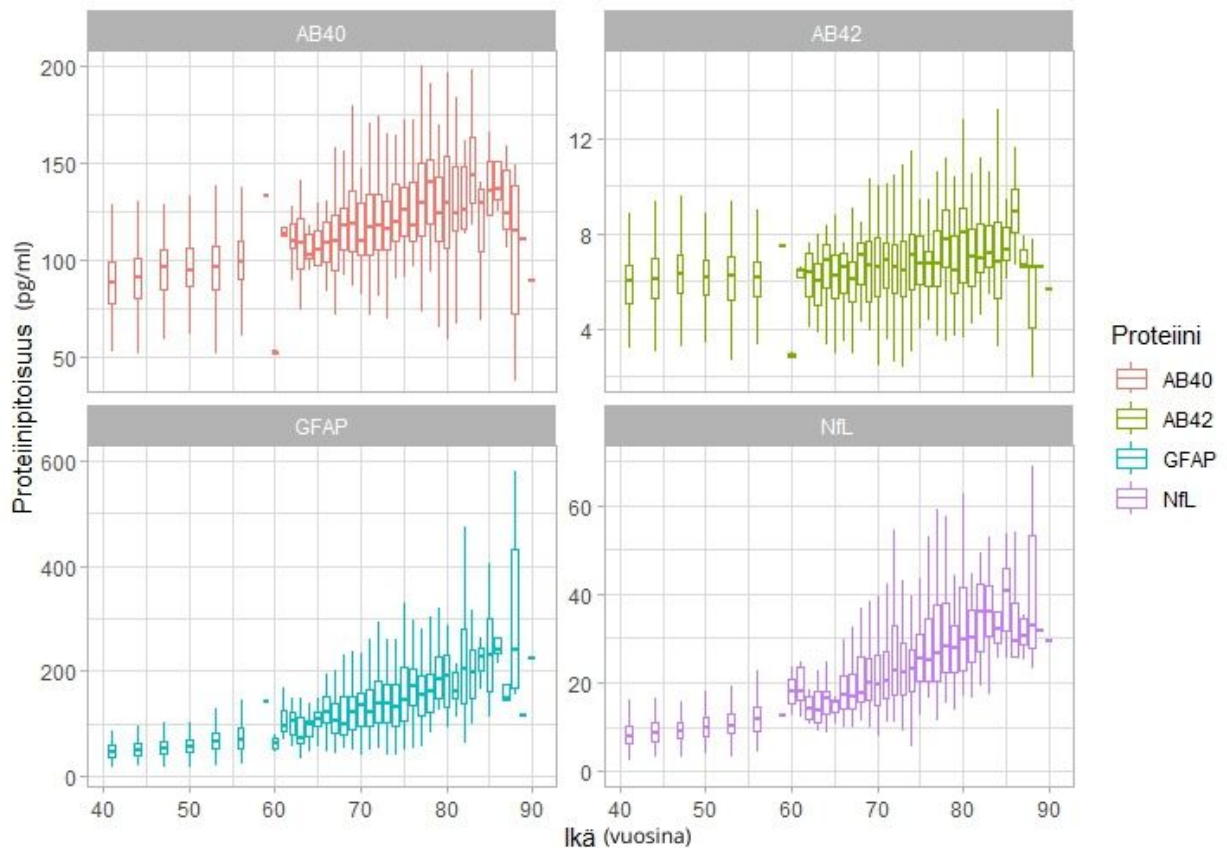 AB40
AB42
200
150
100
50
12
8
4
Proteiinipitoisuus (pg/ml)
GFAP
NfL
600
400
200
0
60
40
20
0
40 50 60 70 80 90
40 50 60 70 80 90
Ikä (vuosina)
Proteiini
AB40
AB42
GFAP
NfL